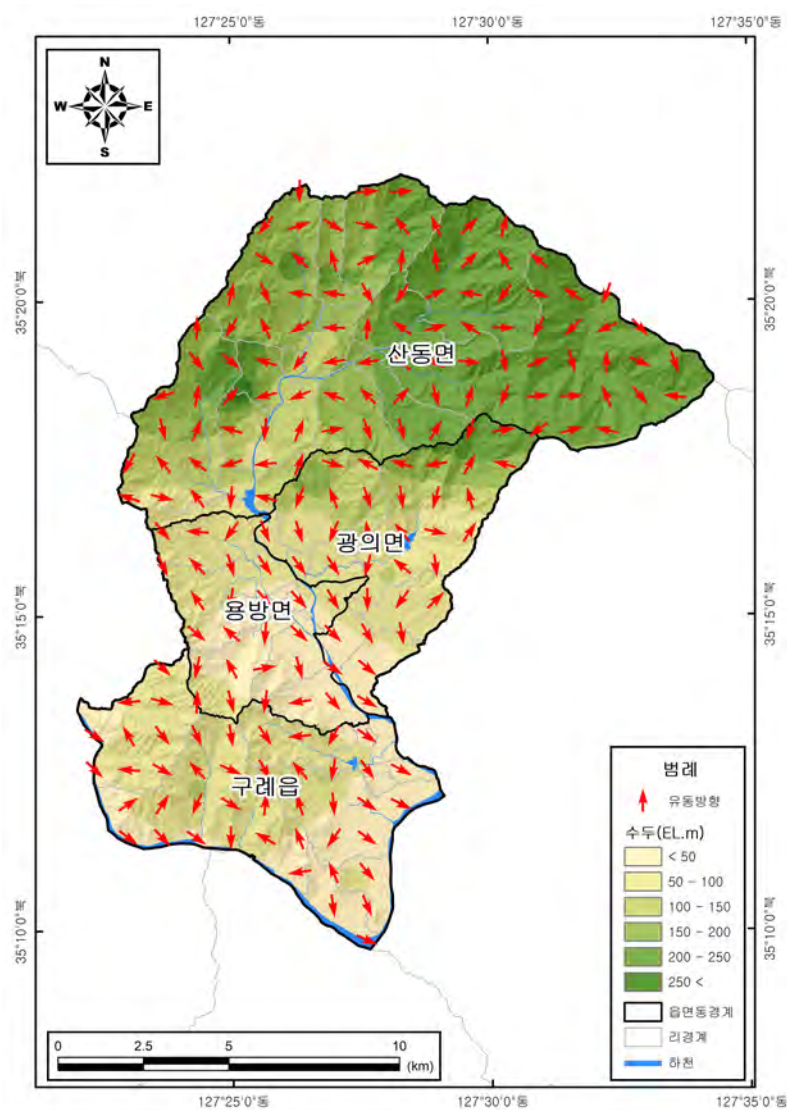 127°25'0"동 127°30'0"동 127°35'0"동
N
W E
S
35°20'0"북 35°20'0"북
산동면
광의면
35°15'0"북 35°15'0"북
용방면
구례읍
35°10'0"북 35°10'0"북
범례
유동방향
수두(EL.m)
< 50
50 - 100
100 - 150
150 - 200
200 - 250
250 <
읍면동경계
리경계
하천
0 2.5 5 10
(km)
127°25'0"동 127°30'0"동 127°35'0"동